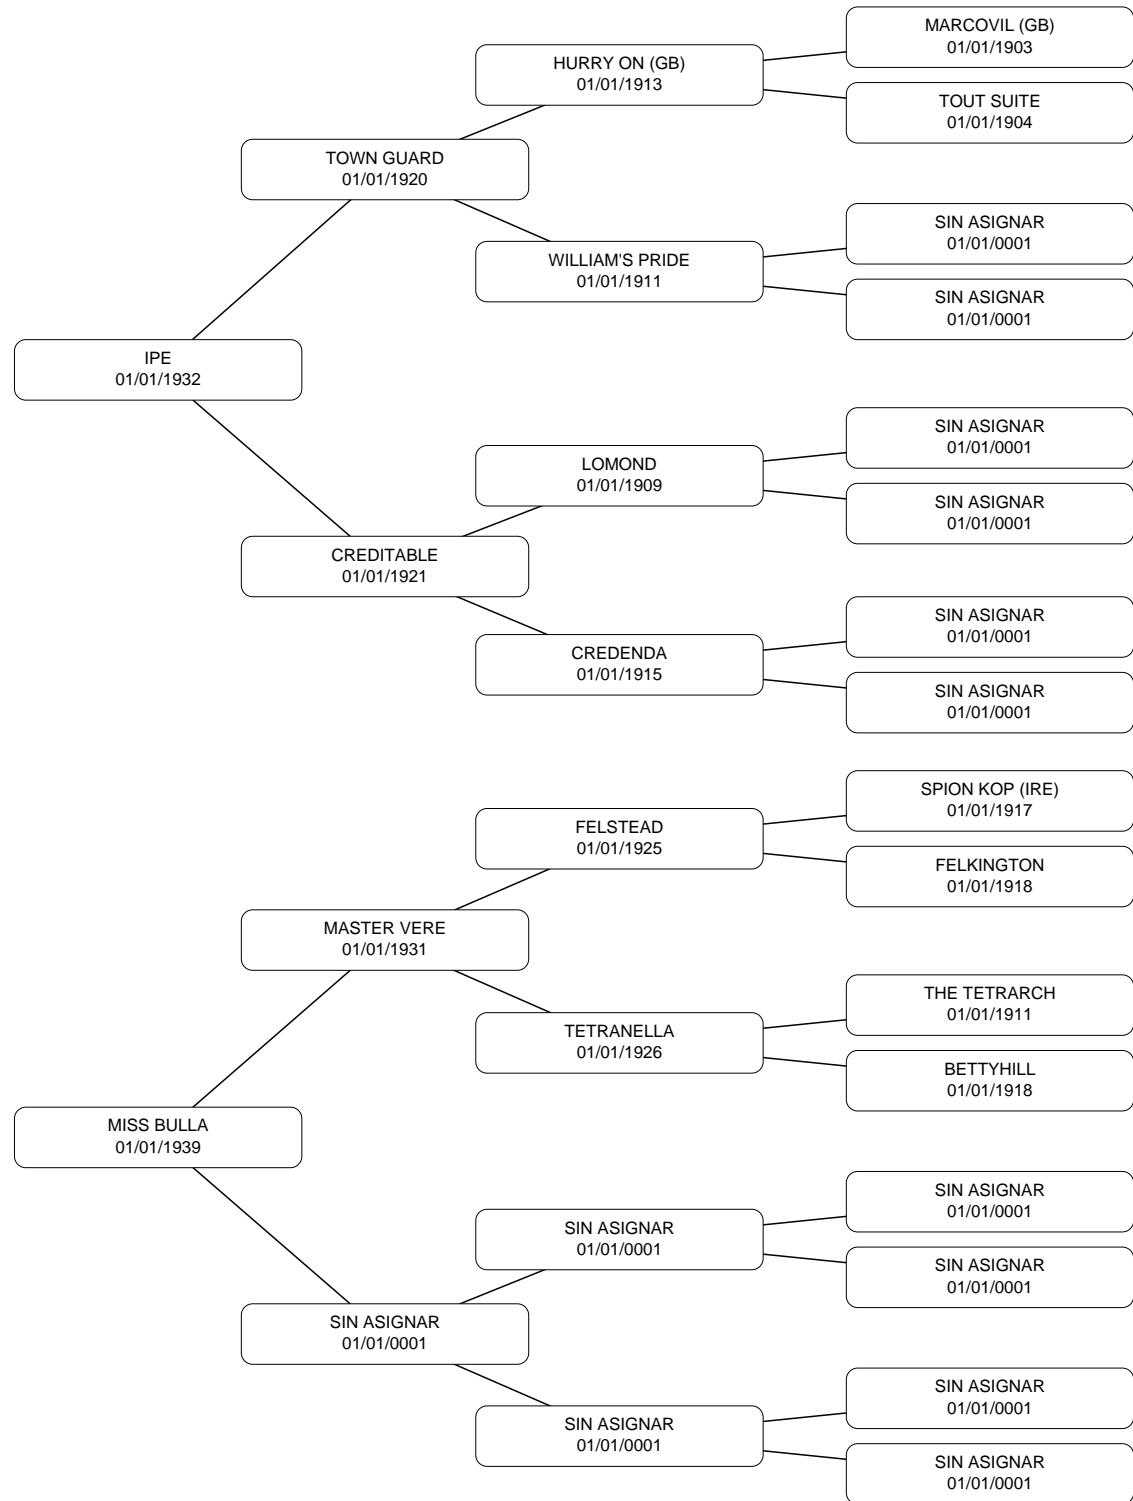 MARCOVIL (GB)
01/01/1903
HURRY ON (GB)
01/01/1913
TOUT SUITE
01/01/1904
TOWN GUARD
01/01/1920
SIN ASIGNAR
01/01/0001
WILLIAM'S PRIDE
01/01/1911
SIN ASIGNAR
01/01/0001
IPE
01/01/1932
SIN ASIGNAR
01/01/0001
LOMOND
01/01/1909
SIN ASIGNAR
01/01/0001
CREDITABLE
01/01/1921
SIN ASIGNAR
01/01/0001
CREDENDA
01/01/1915
SIN ASIGNAR
01/01/0001
SPION KOP (IRE)
01/01/1917
FELSTEAD
01/01/1925
FELKINGTON
01/01/1918
MASTER VERE
01/01/1931
THE TETRARCH
01/01/1911
TETRANELLA
01/01/1926
BETTYHILL
01/01/1918
MISS BULLA
01/01/1939
SIN ASIGNAR
01/01/0001
SIN ASIGNAR
01/01/0001
SIN ASIGNAR
01/01/0001
SIN ASIGNAR
01/01/0001
SIN ASIGNAR
01/01/0001
SIN ASIGNAR
01/01/0001
SIN ASIGNAR
01/01/0001